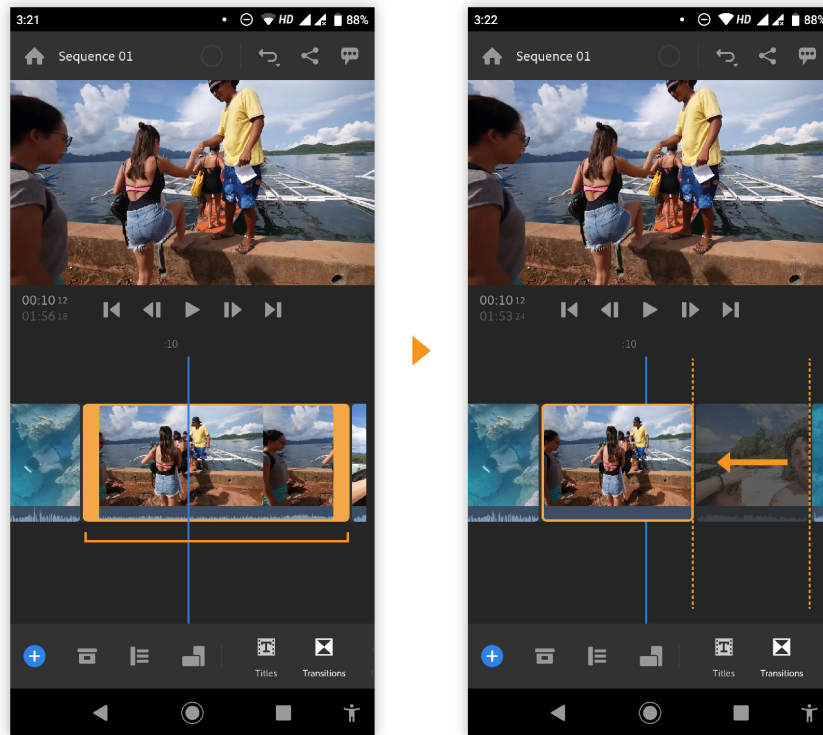 3:21 HD 88%
Sequence 01
00:10 12
01:56 18
:10
Titles Transitions
3:22 HD 88%
Sequence 01
00:10 12
01:53 24
:10
Titles Transitions